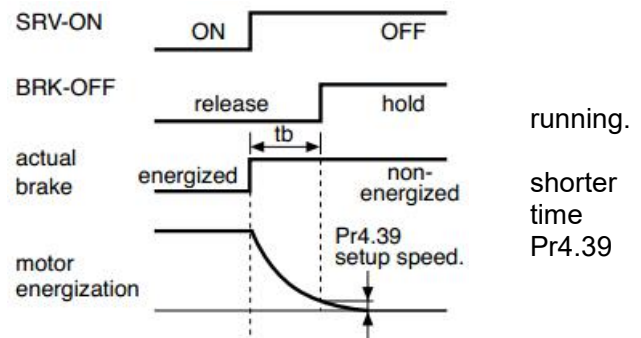 SRV-ON
ON
OFF
BRK-OFF
release
hold
tb
actual
brake
energized
non-
energized
Pr4.39
setup speed.
motor
energization
running.
shorter
time
Pr4.39